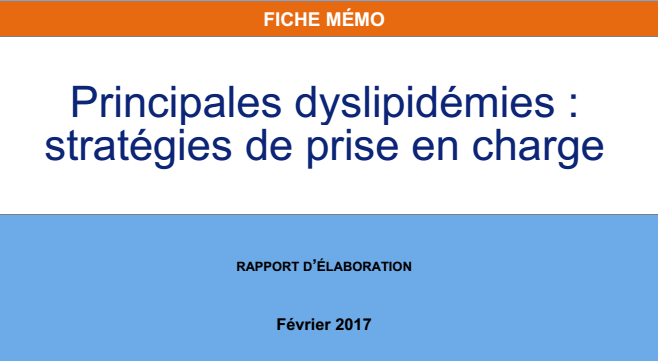 FICHE MÉMO
Principales dyslipidémies :
stratégies de prise en charge
RAPPORT D'ÉLABORATION
Février 2017